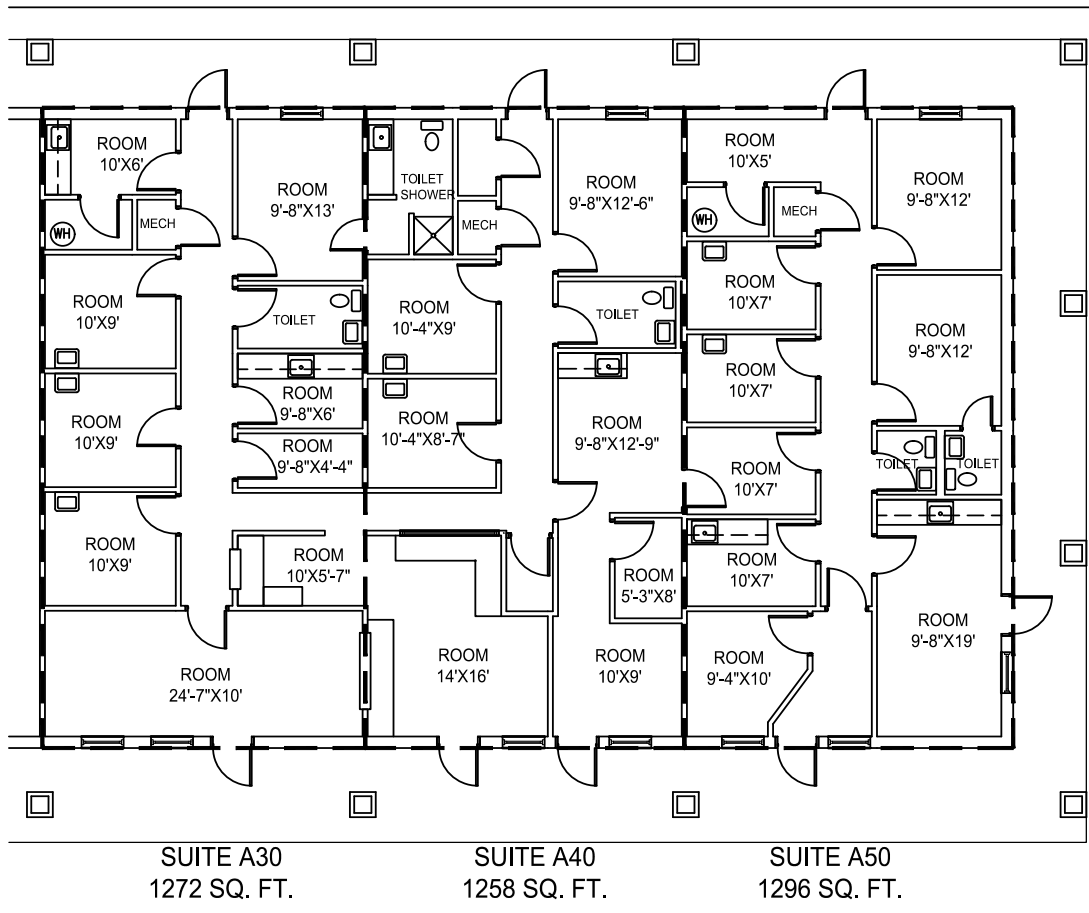 ROOM
10'X6'
WH
MECH
ROOM
9'-8"X13'
ROOM
10'X9'
TOILET
ROOM
10'X9'
ROOM
9'-8"X6'
ROOM
9'-8"X4'-4"
ROOM
10'X9'
ROOM
10'X5'-7"
ROOM
24'-7"X10'
TOILET
SHOWER
MECH
ROOM
9'-8"X12'-6"
ROOM
10'-4"X9'
TOILET
ROOM
10'-4"X8'-7"
ROOM
9'-8"X12'-9"
ROOM
5'-3"X8'
ROOM
14'X16'
ROOM
10'X9'
ROOM
10'X5'
WH
MECH
ROOM
9'-8"X12'
ROOM
10'X7'
ROOM
9'-8"X12'
ROOM
10'X7'
TOILET
TOILET
ROOM
10'X7'
ROOM
10'X7'
ROOM
9'-8"X19'
ROOM
9'-4"X10'
SUITE A30
1272 SQ. FT.
SUITE A40
1258 SQ. FT.
SUITE A50
1296 SQ. FT.